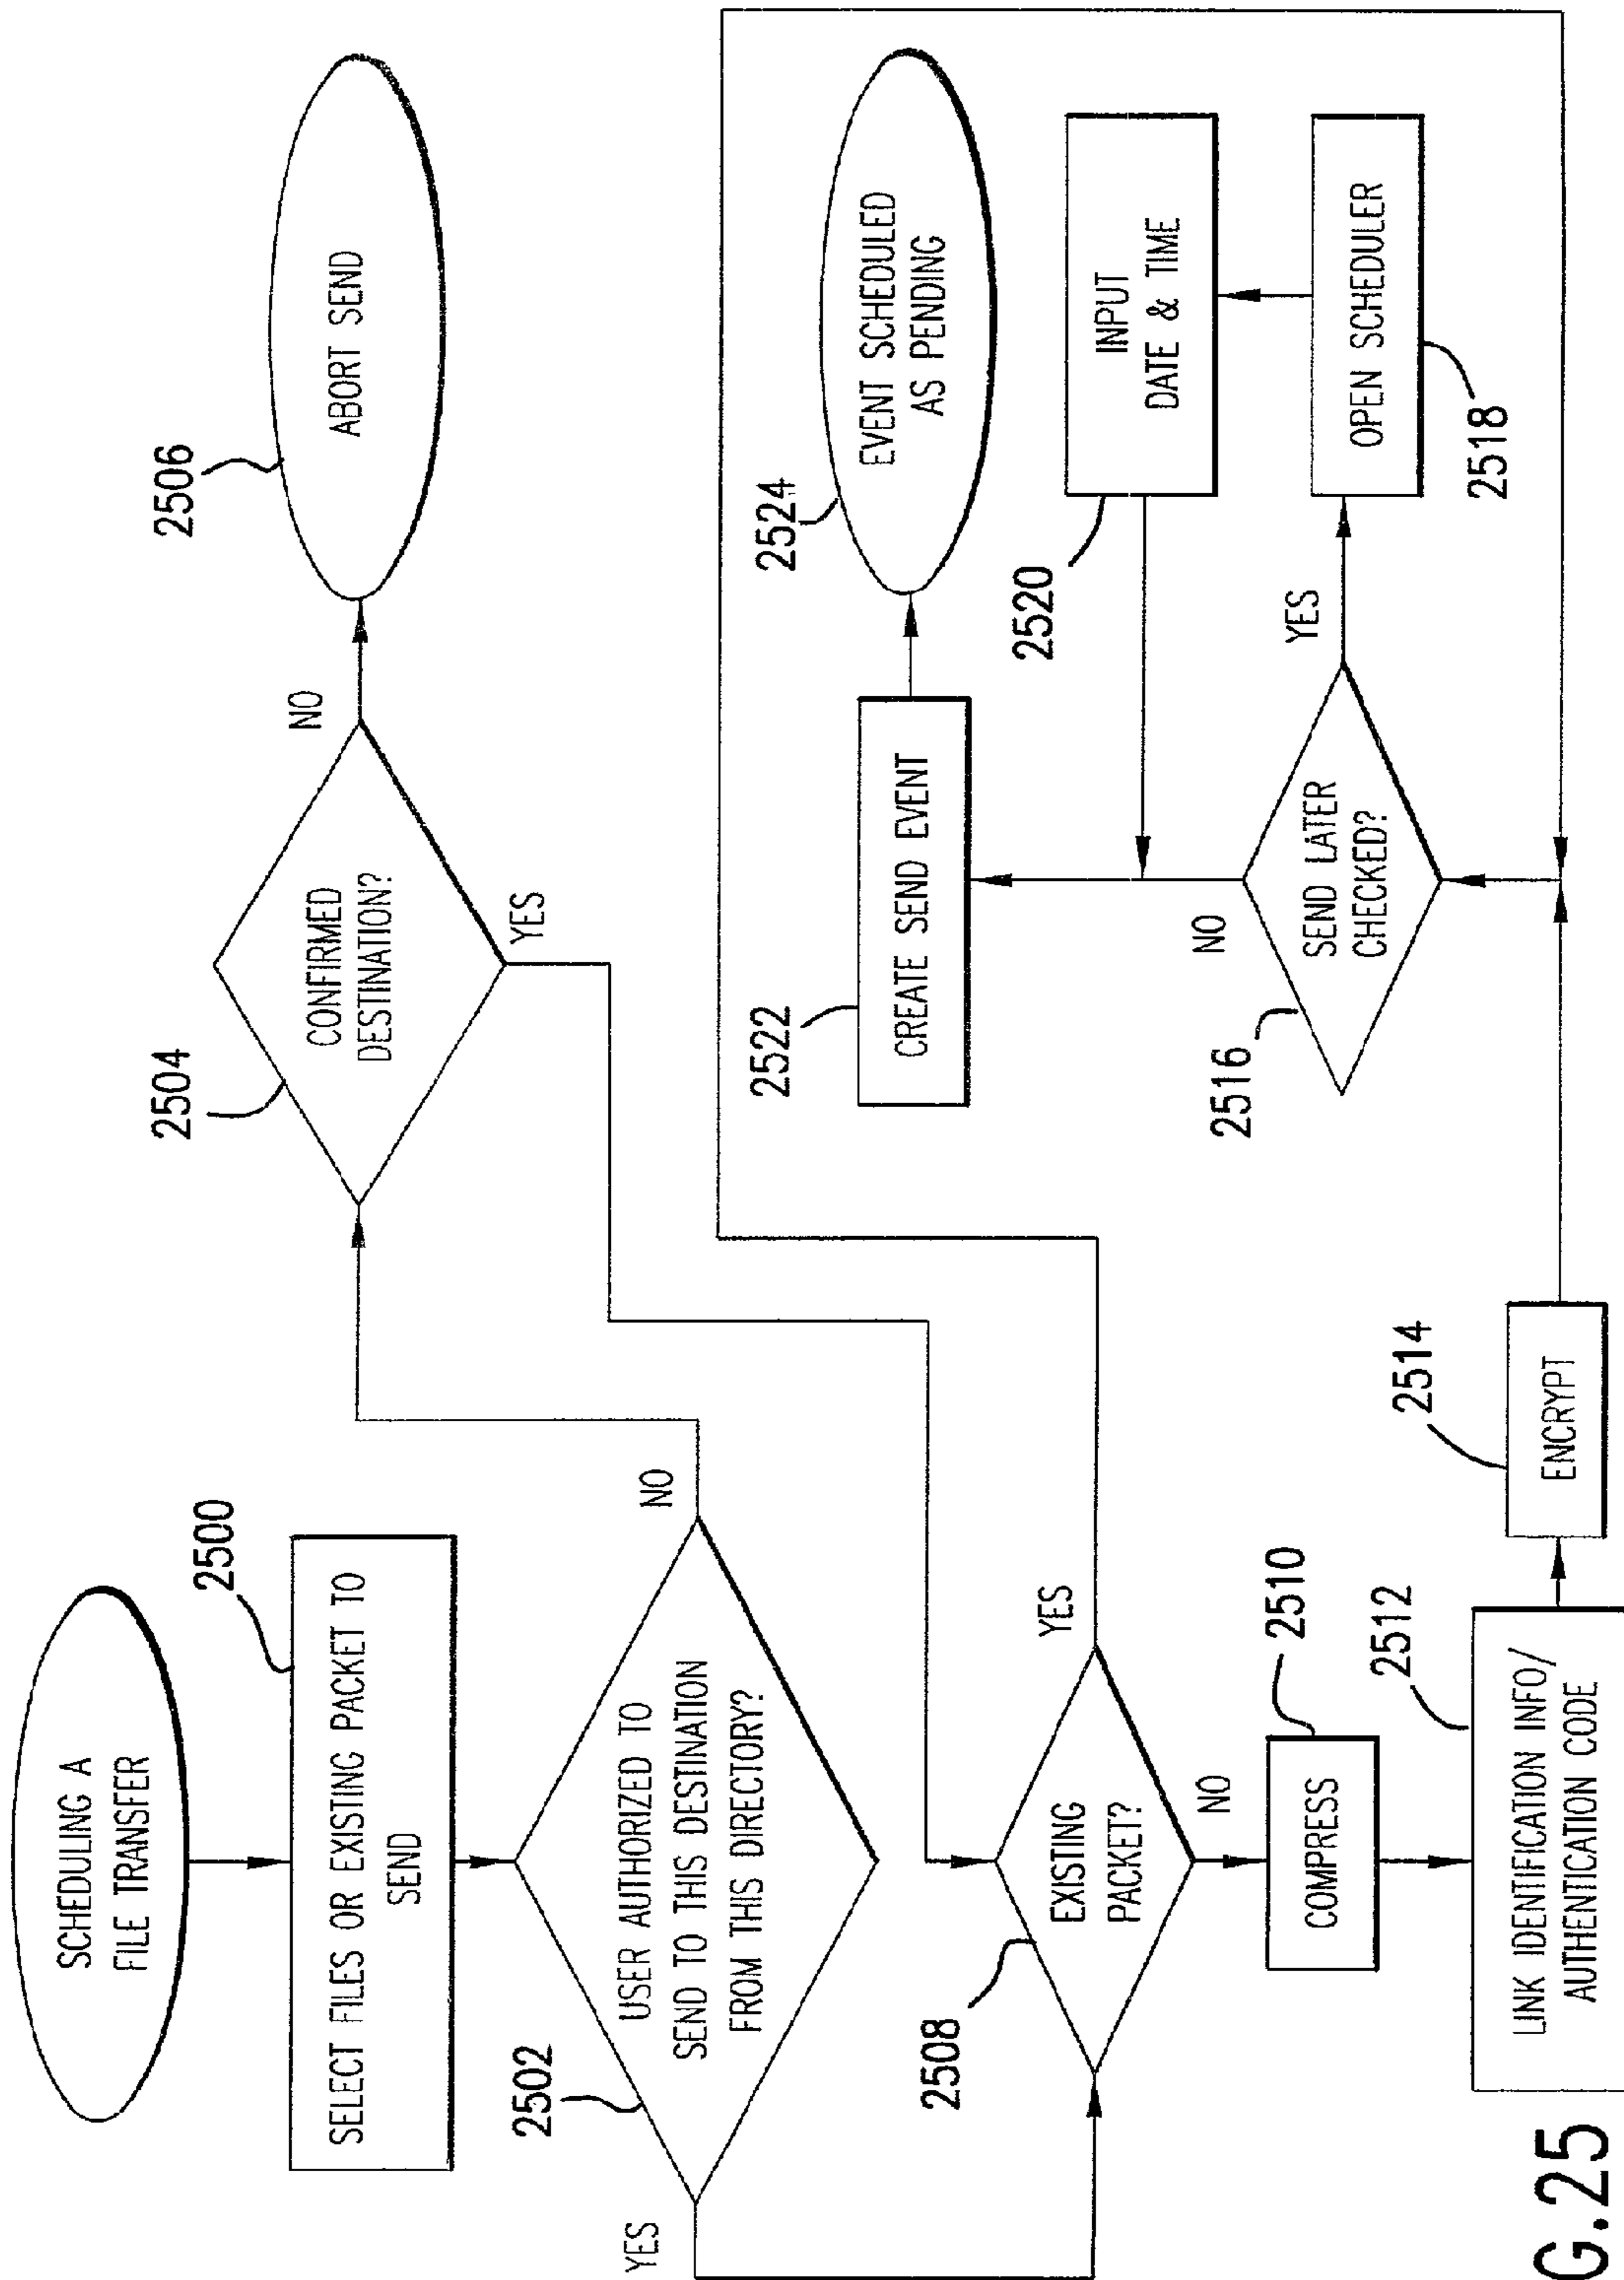 SCHEDULING A
FILE TRANSFER
2500
SELECT FILES OR EXISTING PACKET TO
SEND
2502
USER AUTHORIZED TO
SEND TO THIS DESTINATION
FROM THIS DIRECTORY?
YES
NO
2504
CONFIRMED
DESTINATION?
NO
YES
2506
ABORT SEND
2508
EXISTING
PACKET?
YES
NO
2510
COMPRESS
2512
LINK IDENTIFICATION INFO/
AUTHENTICATION CODE
2514
ENCRYPT
2516
SEND LATER
CHECKED?
NO
YES
2518
OPEN SCHEDULER
2520
INPUT
DATE & TIME
2522
CREATE SEND EVENT
2524
EVENT SCHEDULED
AS PENDING
G.25